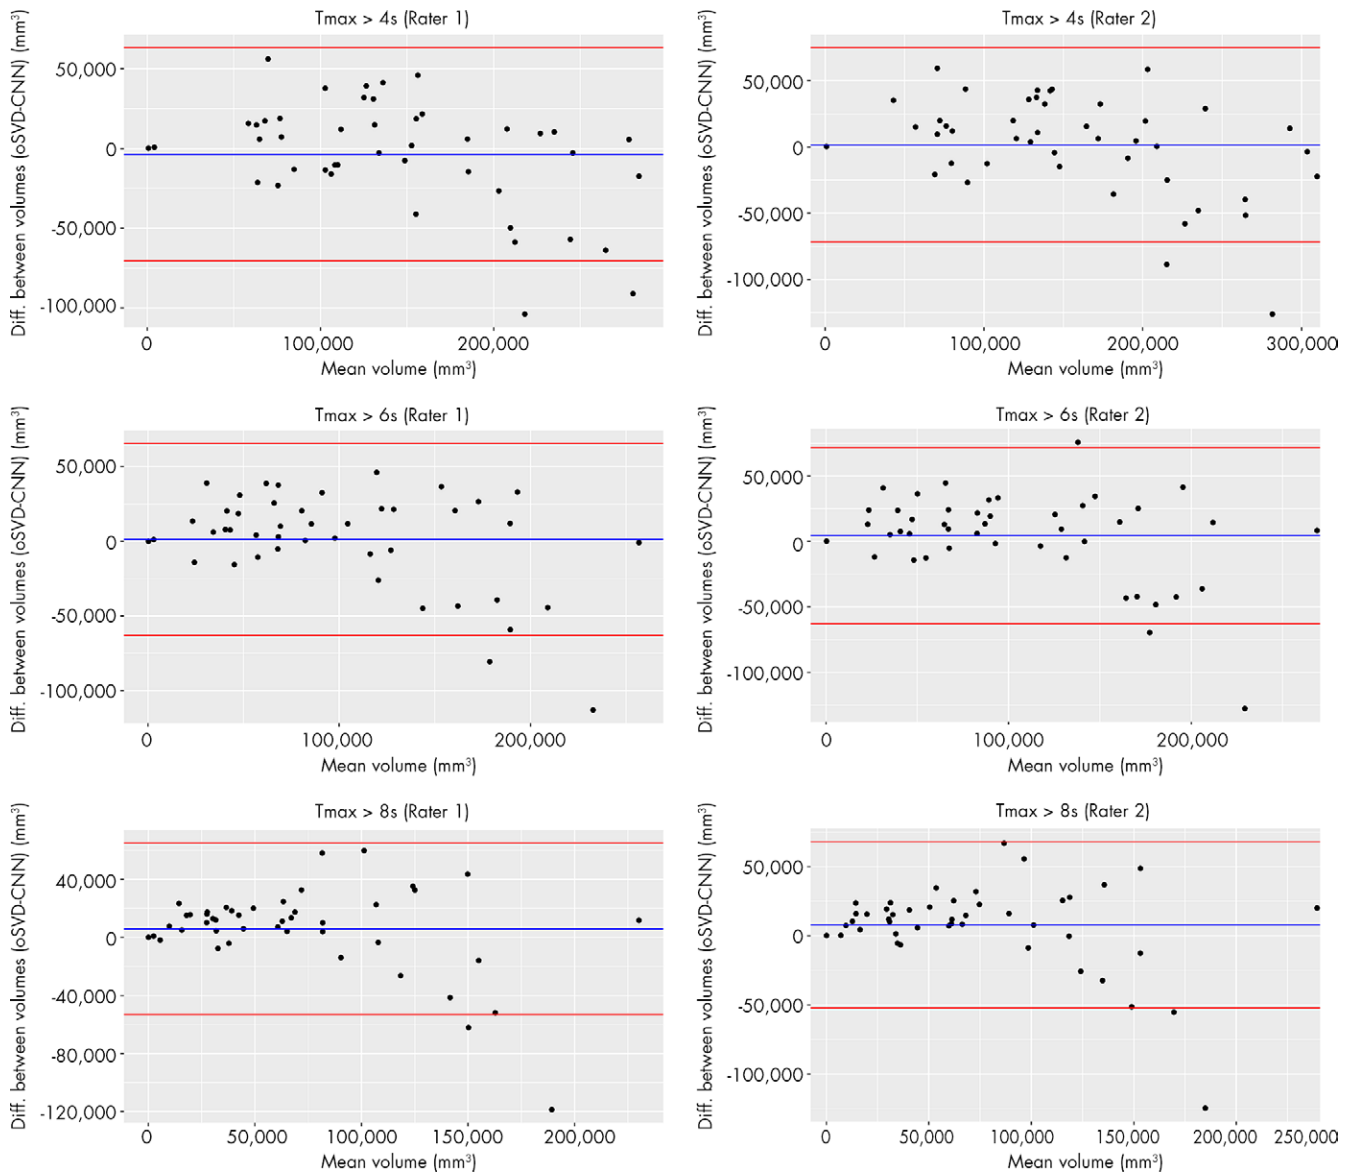 Tmax > 4s (Rater 1)
Diff. between volumes (oSVD-CNN) (mm³)
50,000
0
-50,000
-100,000
0 100,000 200,000
Mean volume (mm³)
Tmax > 4s (Rater 2)
Diff. between volumes (oSVD-CNN) (mm³)
50,000
0
-50,000
-100,000
0 100,000 200,000 300,000
Mean volume (mm³)
Tmax > 6s (Rater 1)
Diff. between volumes (oSVD-CNN) (mm³)
50,000
0
-50,000
-100,000
0 100,000 200,000
Mean volume (mm³)
Tmax > 6s (Rater 2)
Diff. between volumes (oSVD-CNN) (mm³)
50,000
0
-50,000
-100,000
0 100,000 200,000
Mean volume (mm³)
Tmax > 8s (Rater 1)
Diff. between volumes (oSVD-CNN) (mm³)
40,000
0
-40,000
-80,000
-120,000
0 50,000 100,000 150,000 200,000
Mean volume (mm³)
Tmax > 8s (Rater 2)
Diff. between volumes (oSVD-CNN) (mm³)
50,000
0
-50,000
-100,000
0 50,000 100,000 150,000 200,000 250,000
Mean volume (mm³)